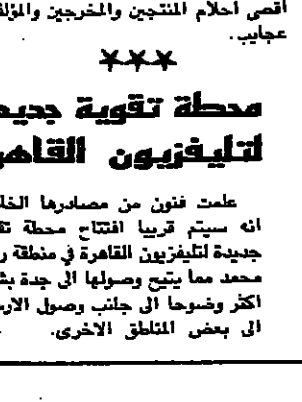 أقصى أحلام المنتجين والمخرجين والمؤلف
عجايب.
★★★
محطة تقوية جديد
لتليفزيون القاهر
علمت فنون من مصادرها الخا
انه سيتم قريبا افتتاح محطة تق
جديدة لتليفزيون القاهرة في منطقة ر
محمد مما يتيح وصولها الى جدة بش
اكثر وضوحا الى جانب وصول الار
الى بعض المناطق الاخرى.